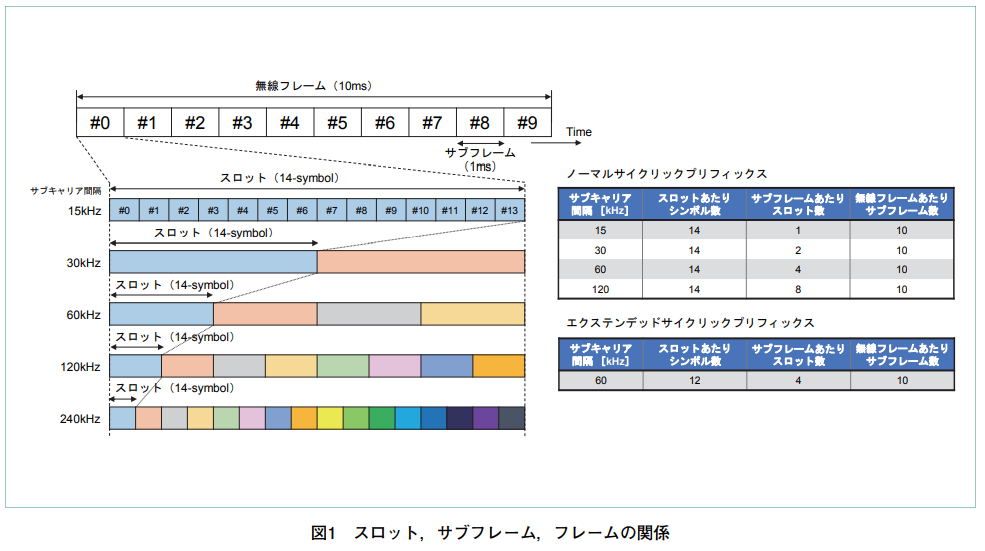 無線フレーム（10ms）
#0 #1 #2 #3 #4 #5 #6 #7 #8 #9
Time
サブフレーム
（1ms）
サブキャリア間隔
スロット（14-symbol）
15kHz
#0 #1 #2 #3 #4 #5 #6 #7 #8 #9 #10 #11 #12 #13
スロット（14-symbol）
30kHz
スロット（14-symbol）
60kHz
スロット（14-symbol）
120kHz
スロット（14-symbol）
240kHz
ノーマルサイクリックプリフィックス
サブキャリア間隔［kHz］ スロットあたりシンボル数 サブフレームあたりスロット数 無線フレームあたりサブフレーム数
15 14 1 10
30 14 2 10
60 14 4 10
120 14 8 10
エクステンデッドサイクリックプリフィックス
サブキャリア間隔［kHz］ スロットあたりシンボル数 サブフレームあたりスロット数 無線フレームあたりサブフレーム数
60 12 4 10
図1 スロット，サブフレーム，フレームの関係